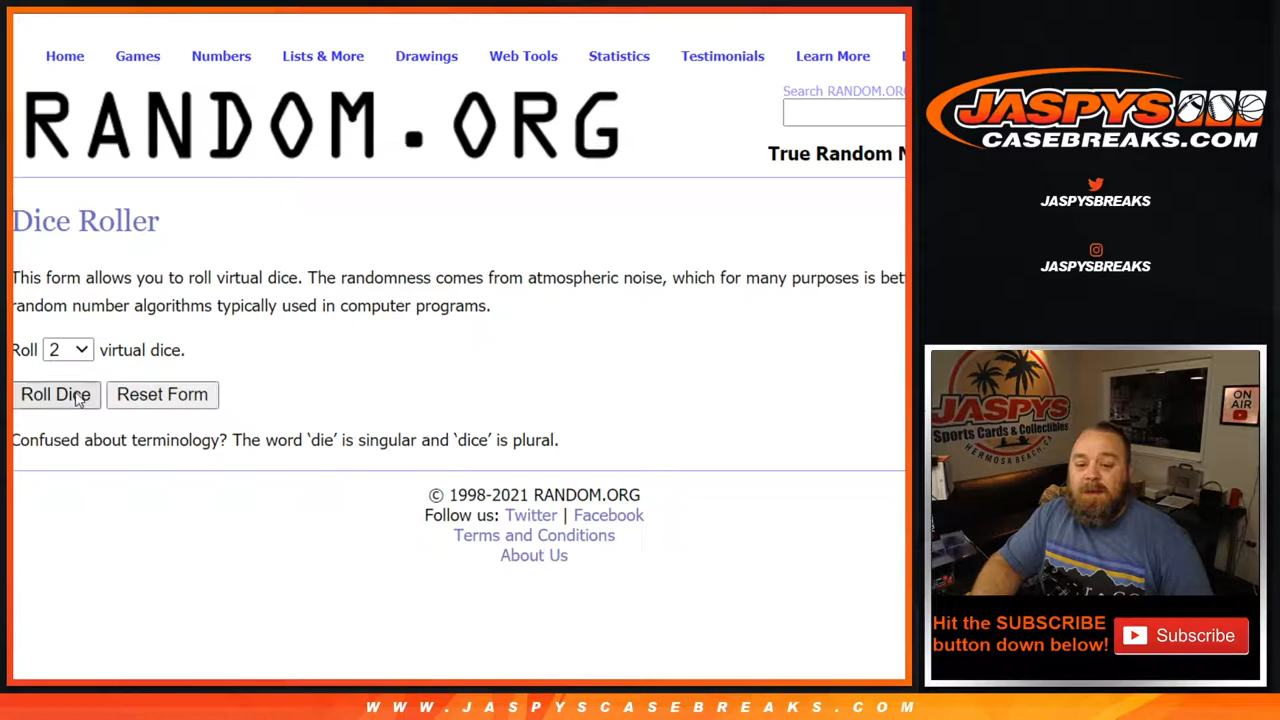 Home Games Numbers Lists & More Drawings Web Tools Statistics Testimonials Learn More
RANDOM.ORG
Search RANDOM.ORG
True Random N
Dice Roller
This form allows you to roll virtual dice. The randomness comes from atmospheric noise, which for many purposes is bet
random number algorithms typically used in computer programs.
Roll 2 virtual dice.
Roll Dice Reset Form
Confused about terminology? The word ‘die’ is singular and ‘dice’ is plural.
© 1998-2021 RANDOM.ORG
Follow us: Twitter | Facebook
Terms and Conditions
About Us
JASPYS
CASEBREAKS.COM
JASPYSBREAKS
JASPYSBREAKS
JASPYS
Sports Cards & Collectibles
HERMOSA BEACH, CA
ON
AIR
Hit the SUBSCRIBE
button down below!
Subscribe
WWW.JASPYSCASEBREAKS.COM